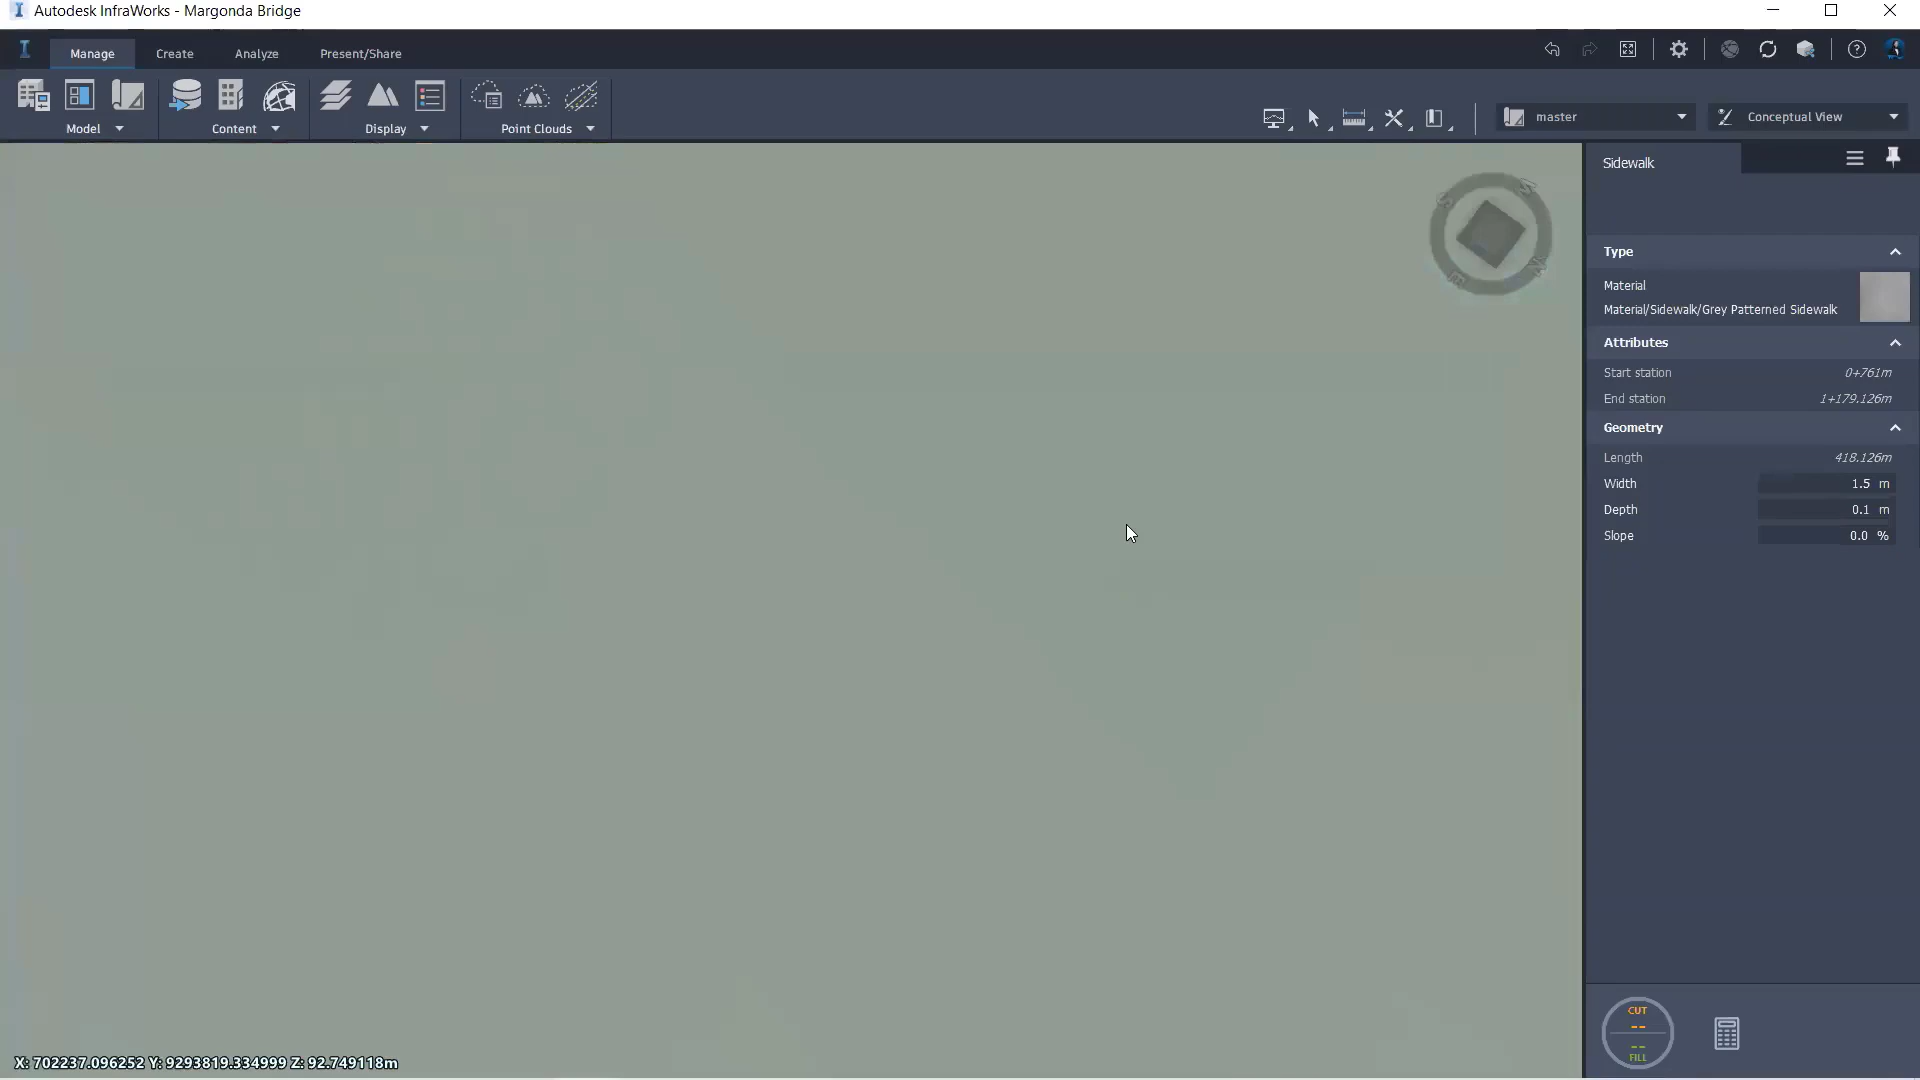 Autodesk InfraWorks - Margonda Bridge
Manage
Create
Analyze
Present/Share
Model
Content
Display
Point Clouds
master
Conceptual View
Sidewalk
Type
Material
Material/Sidewalk/Grey Patterned Sidewalk
Attributes
Start station 0+761m
End station 1+179.126m
Geometry
Length 418.126m
Width 1.5 m
Depth 0.1 m
Slope 0.0 %
CUT
--
--
FILL
X: 702237.096252 Y: 9293819.334999 Z: 92.749118m